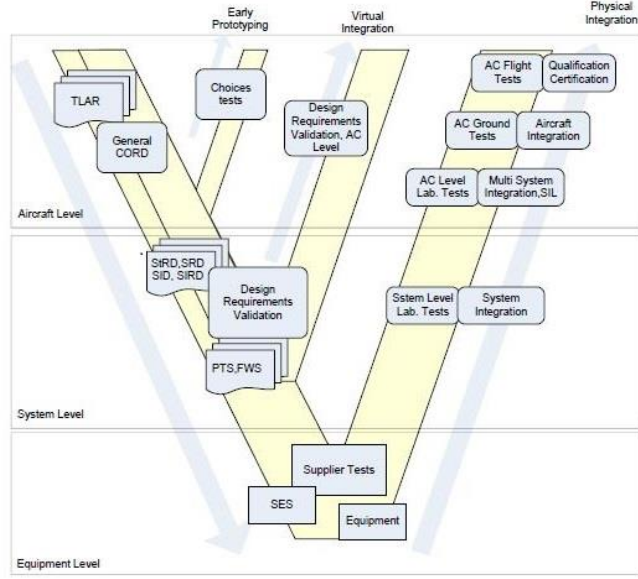 Early
Prototyping
Virtual
Integration
Physical
Integration
TLAR
General
CORD
Choices
tests
Design
Requirements
Validation, AC
Level
AC Flight
Tests
Qualification
Certification
AC Ground
Tests
Aircraft
Integration
AC Level
Lab. Tests
Multi System
Integration,SIL
Aircraft Level
StRD,SRD
SID, SIRD
Design
Requirements
Validation
Sstem Level
Lab. Tests
System
Integration
PTS,FWS
System Level
Supplier Tests
SES
Equipment
Equipment Level